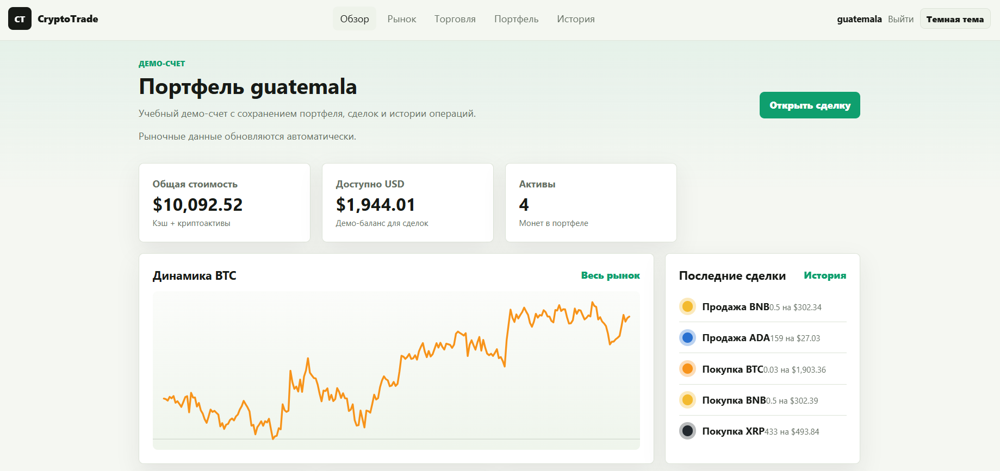 CT CryptoTrade Обзор Рынок Торговля Портфель История guatemala Выйти Темная тема
ДЕМО-СЧЕТ
Портфель guatemala
Учебный демо-счет с сохранением портфеля, сделок и истории операций.
Открыть сделку
Рыночные данные обновляются автоматически.
Общая стоимость
$10,092.52
Кэш + криптоактивы
Доступно USD
$1,944.01
Демо-баланс для сделок
Активы
4
Монет в портфеле
Динамика BTC Весь рынок
Последние сделки История
Продажа BNB0.5 на $302.34
Продажа ADA159 на $27.03
Покупка BTC0.03 на $1,903.36
Покупка BNB0.5 на $302.39
Покупка XRP433 на $493.84